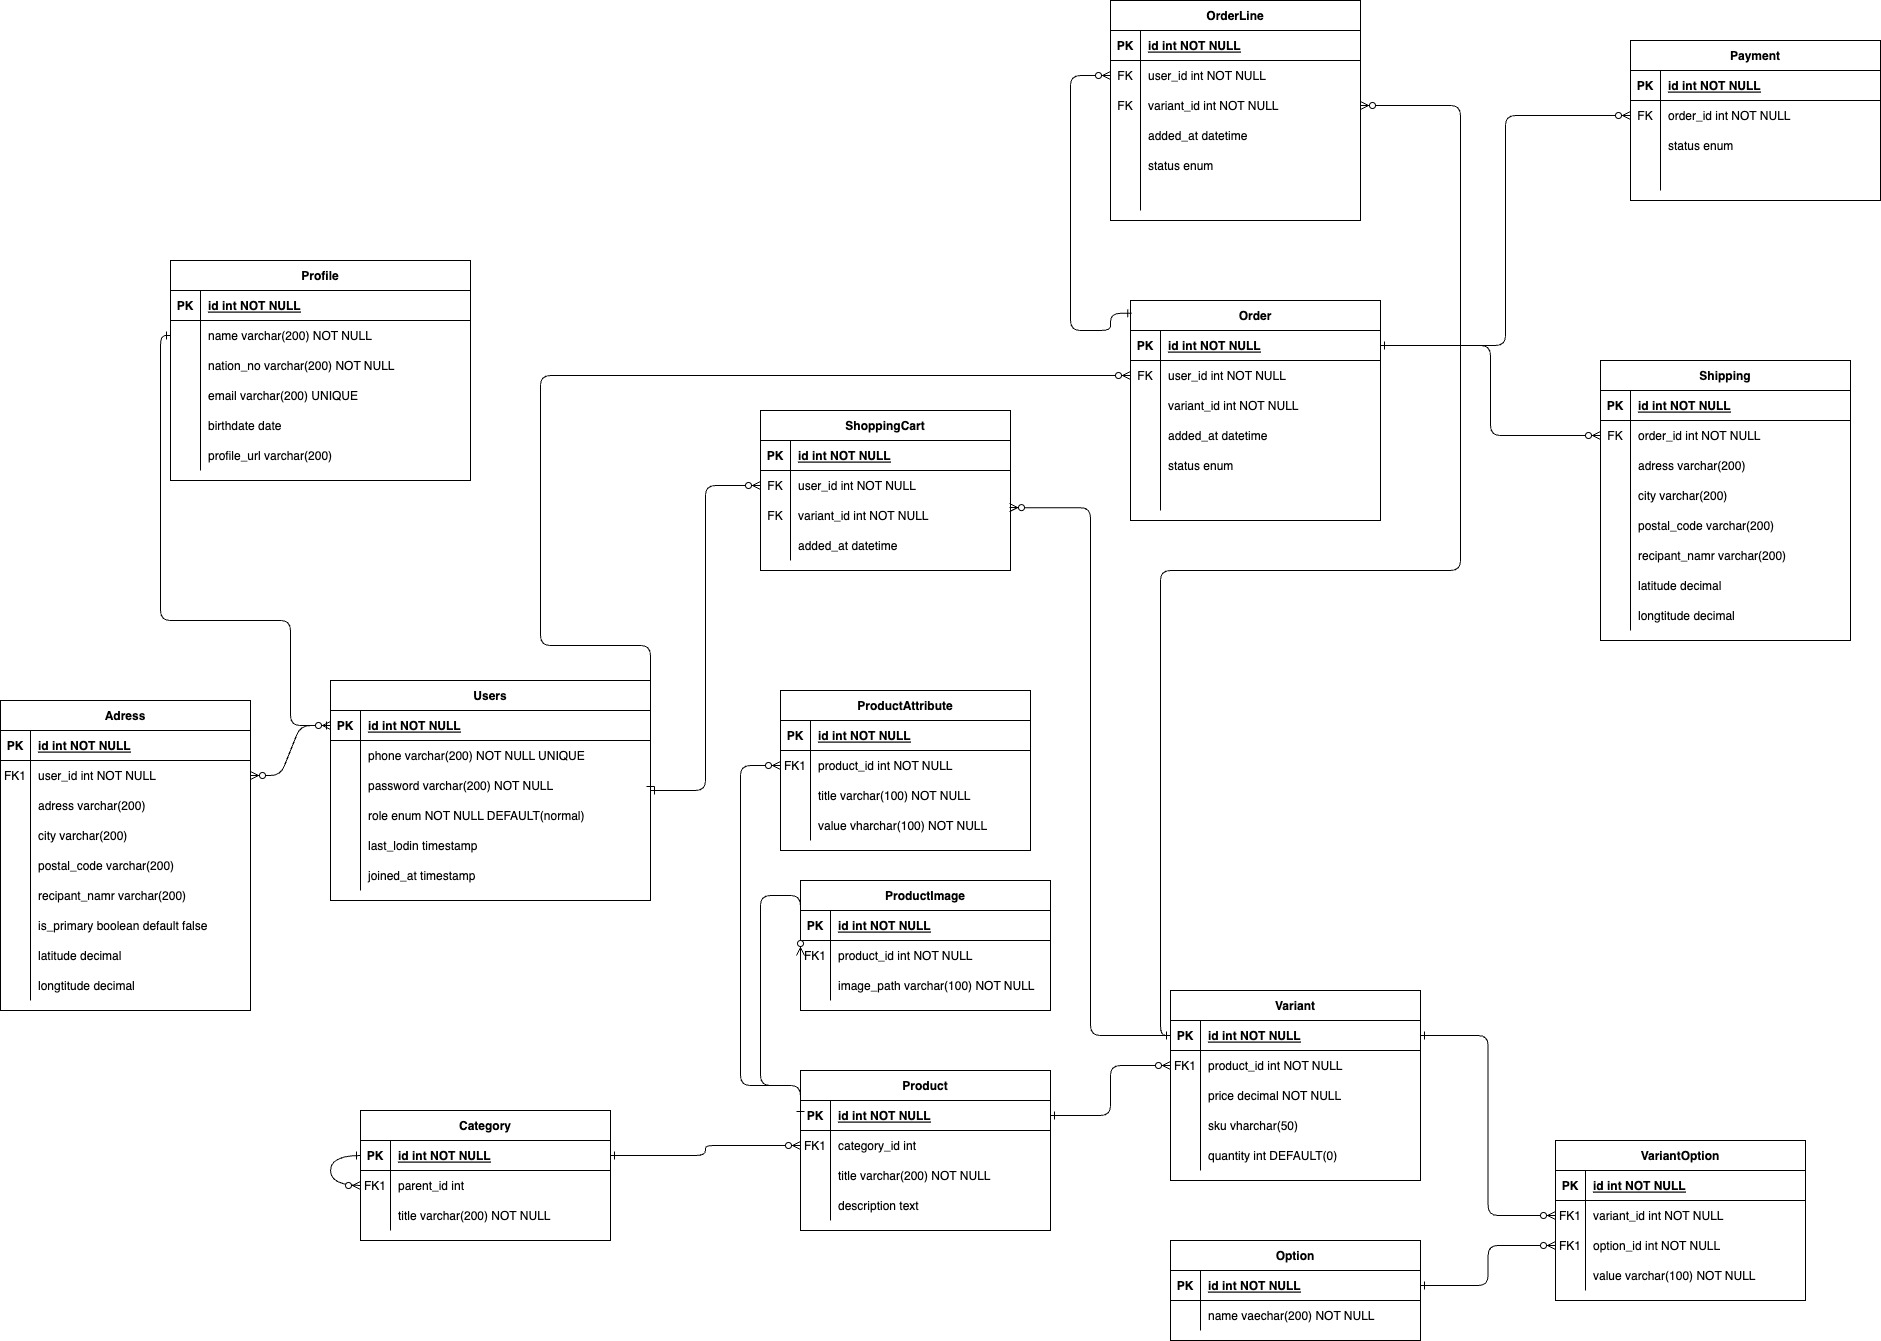 OrderLine
PK id int NOT NULL
FK user_id int NOT NULL
FK variant_id int NOT NULL
added_at datetime
status enum
Payment
PK id int NOT NULL
FK order_id int NOT NULL
status enum
Profile
PK id int NOT NULL
name varchar(200) NOT NULL
nation_no varchar(200) NOT NULL
email varchar(200) UNIQUE
birthdate date
profile_url varchar(200)
Order
PK id int NOT NULL
FK user_id int NOT NULL
variant_id int NOT NULL
added_at datetime
status enum
Shipping
PK id int NOT NULL
FK order_id int NOT NULL
adress varchar(200)
city varchar(200)
postal_code varchar(200)
recipant_namr varchar(200)
latitude decimal
longtitude decimal
ShoppingCart
PK id int NOT NULL
FK user_id int NOT NULL
FK variant_id int NOT NULL
added_at datetime
Adress
PK id int NOT NULL
FK1 user_id int NOT NULL
adress varchar(200)
city varchar(200)
postal_code varchar(200)
recipant_namr varchar(200)
is_primary boolean default false
latitude decimal
longtitude decimal
Users
PK id int NOT NULL
phone varchar(200) NOT NULL UNIQUE
password varchar(200) NOT NULL
role enum NOT NULL DEFAULT(normal)
last_lodin timestamp
joined_at timestamp
ProductAttribute
PK id int NOT NULL
FK1 product_id int NOT NULL
title varchar(100) NOT NULL
value vharchar(100) NOT NULL
ProductImage
PK id int NOT NULL
FK1 product_id int NOT NULL
image_path varchar(100) NOT NULL
Variant
PK id int NOT NULL
FK1 product_id int NOT NULL
price decimal NOT NULL
sku vharchar(50)
quantity int DEFAULT(0)
Product
PK id int NOT NULL
FK1 category_id int
title varchar(200) NOT NULL
description text
Category
PK id int NOT NULL
FK1 parent_id int
title varchar(200) NOT NULL
VariantOption
PK id int NOT NULL
FK1 variant_id int NOT NULL
FK1 option_id int NOT NULL
value varchar(100) NOT NULL
Option
PK id int NOT NULL
name vaechar(200) NOT NULL